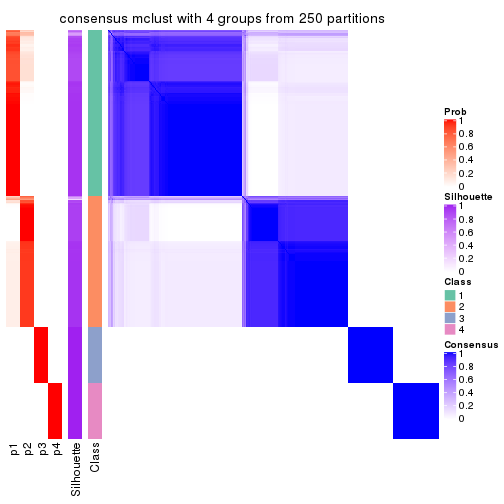 consensus mclust with 4 groups from 250 partitions
Prob
1
0.8
0.6
0.4
0.2
0
Silhouette
1
0.8
0.6
0.4
0.2
0
Class
1
2
3
4
Consensus
1
0.8
0.6
0.4
0.2
0
p1
p2
p3
p4
Silhouette
Class